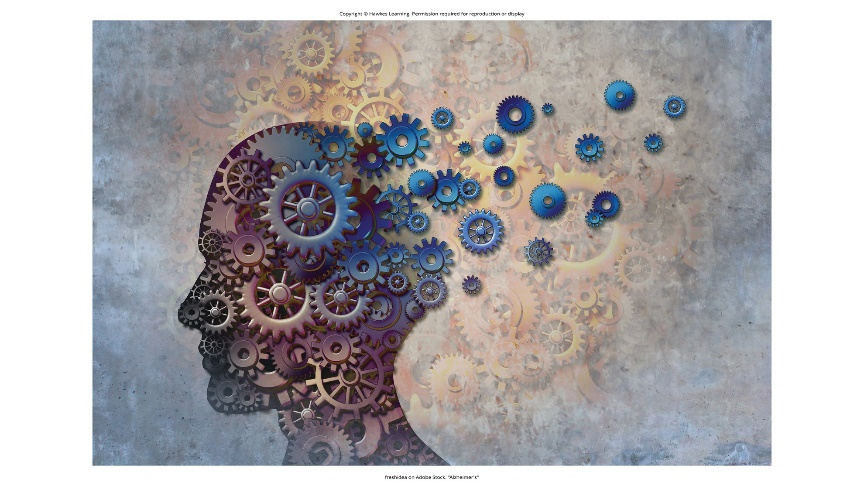 Copyright © Hawkes Learning. Permission required for reproduction or display
freshidea on Adobe Stock, "Alzheimer's"